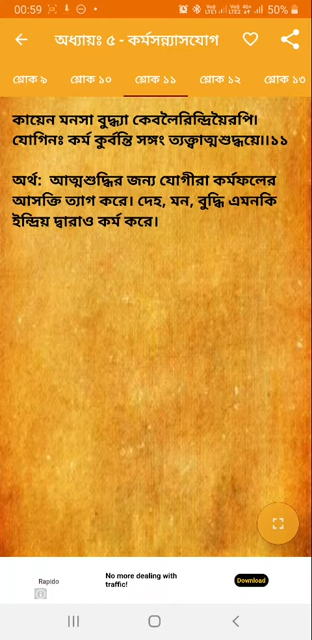 00:59
50%
অধ্যায়ঃ ৫ - কর্মসন্ন্যাসযোগ
শ্লোক ৯ শ্লোক ১০ শ্লোক ১১ শ্লোক ১২ শ্লোক ১৩
কায়েন মনসা বুদ্ধ্যা কেবলৈরিন্দ্রিয়ৈরপি।
যোগিনঃ কর্ম কুর্বন্তি সঙ্গং ত্যক্ত্বাত্মশুদ্ধয়ে।।১১
অর্থ: আত্মশুদ্ধির জন্য যোগীরা কর্মফলের
আসক্তি ত্যাগ করে। দেহ, মন, বুদ্ধি এমনকি
ইন্দ্রিয় দ্বারাও কর্ম করে।
Rapido
No more dealing with
traffic!
Download